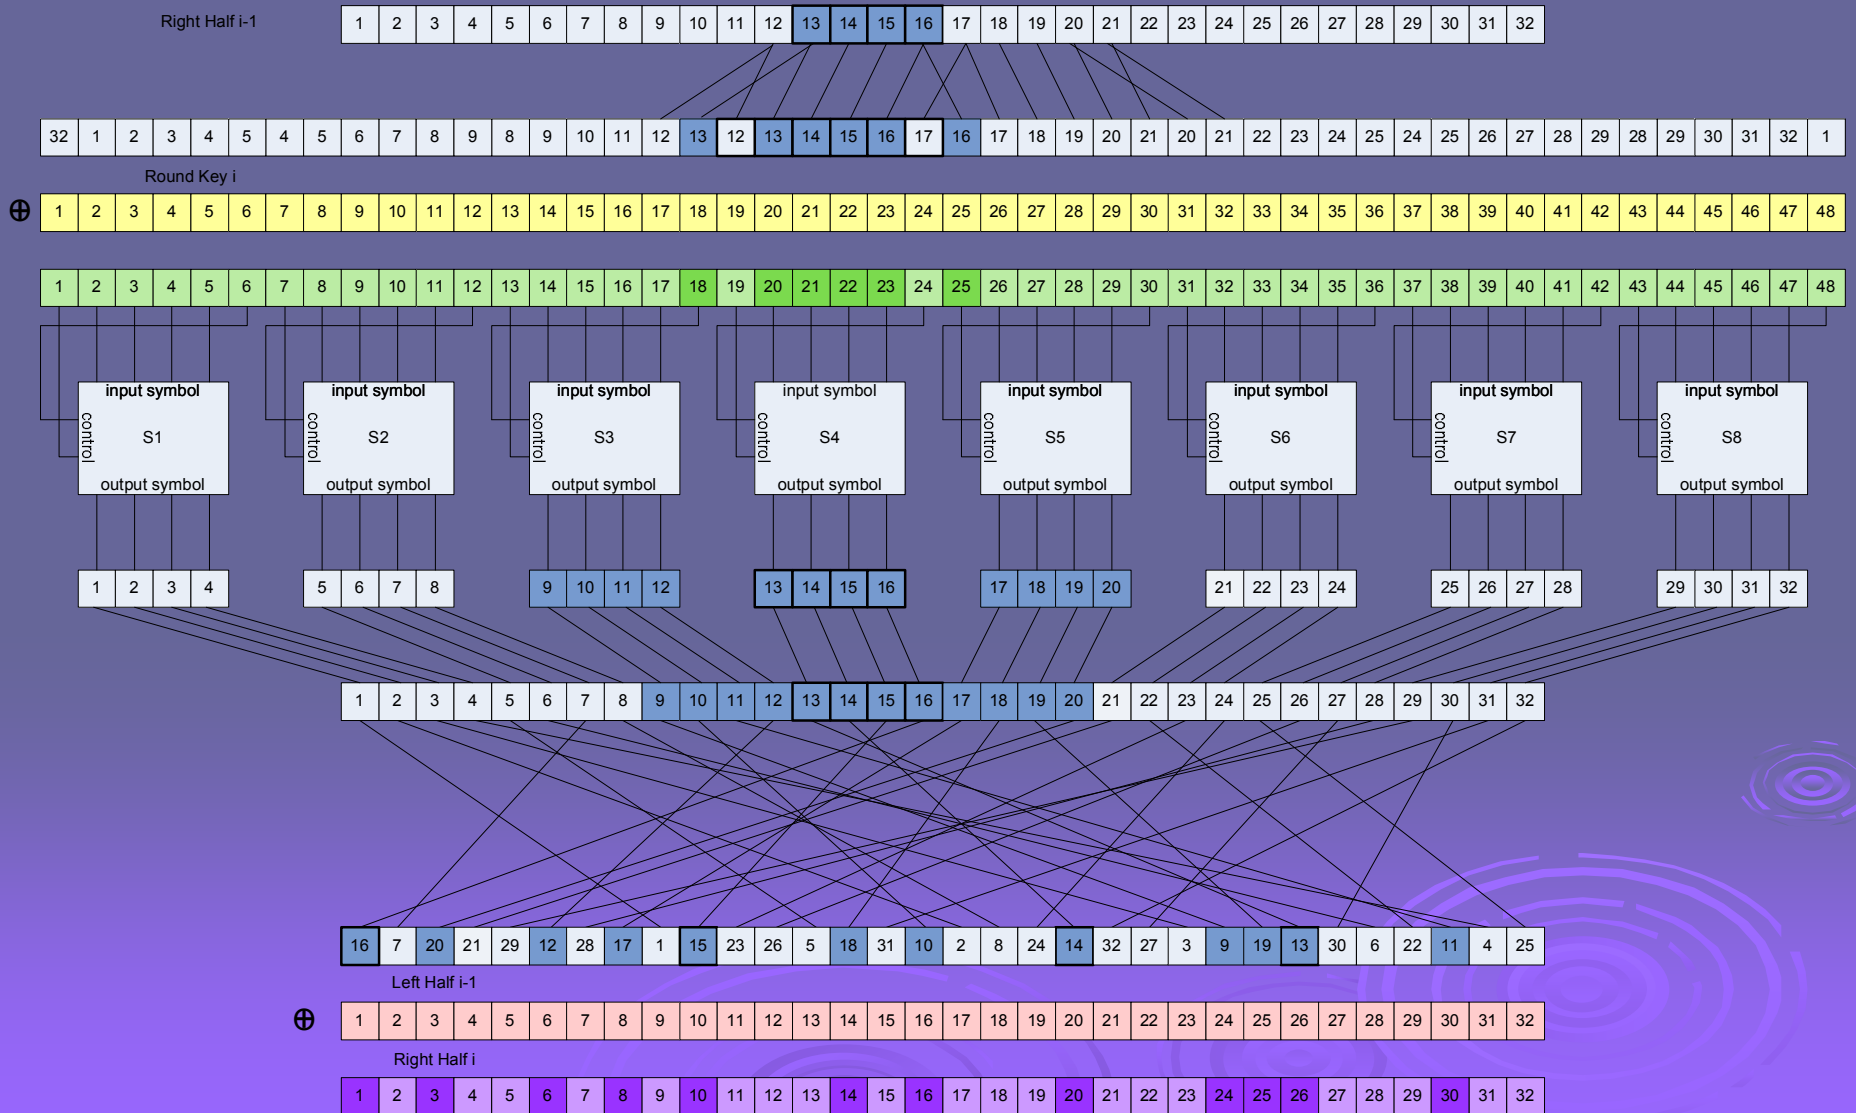 Right Half i-1 1 2 3 4 5 6 7 8 9 10 11 12 13 14 15 16 17 18 19 20 21 22 23 24 25 26 27 28 29 30 31 32
32 1 2 3 4 5 4 5 6 7 8 9 8 9 10 11 12 13 12 13 14 15 16 17 16 17 18 19 20 21 20 21 22 23 24 25 24 25 26 27 28 29 28 29 30 31 32 1
Round Key i
⊕ 1 2 3 4 5 6 7 8 9 10 11 12 13 14 15 16 17 18 19 20 21 22 23 24 25 26 27 28 29 30 31 32 33 34 35 36 37 38 39 40 41 42 43 44 45 46 47 48
1 2 3 4 5 6 7 8 9 10 11 12 13 14 15 16 17 18 19 20 21 22 23 24 25 26 27 28 29 30 31 32 33 34 35 36 37 38 39 40 41 42 43 44 45 46 47 48
input symbol input symbol input symbol input symbol input symbol input symbol input symbol input symbol
control S1 control S2 control S3 control S4 control S5 control S6 control S7 control S8
output symbol output symbol output symbol output symbol output symbol output symbol output symbol output symbol
1 2 3 4 5 6 7 8 9 10 11 12 13 14 15 16 17 18 19 20 21 22 23 24 25 26 27 28 29 30 31 32
1 2 3 4 5 6 7 8 9 10 11 12 13 14 15 16 17 18 19 20 21 22 23 24 25 26 27 28 29 30 31 32
16 7 20 21 29 12 28 17 1 15 23 26 5 18 31 10 2 8 24 14 32 27 3 9 19 13 30 6 22 11 4 25
Left Half i-1
⊕ 1 2 3 4 5 6 7 8 9 10 11 12 13 14 15 16 17 18 19 20 21 22 23 24 25 26 27 28 29 30 31 32
Right Half i
1 2 3 4 5 6 7 8 9 10 11 12 13 14 15 16 17 18 19 20 21 22 23 24 25 26 27 28 29 30 31 32